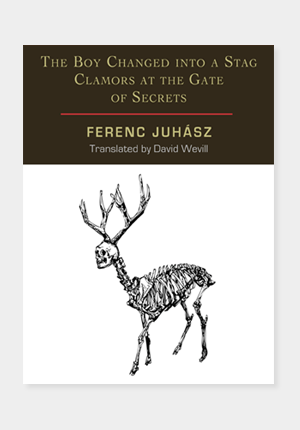 The Boy Changed into a Stag
Clamors at the Gate
of Secrets
FERENC JUHÁSZ
Translated by David Wevill